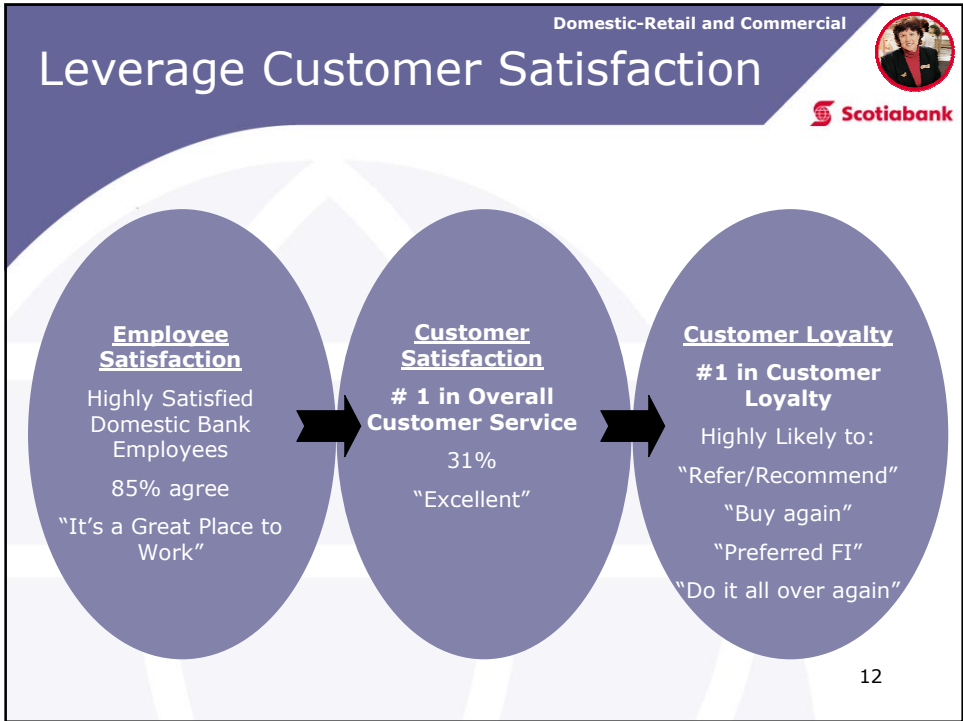 Domestic-Retail and Commercial
Leverage Customer Satisfaction
Scotiabank
Employee
Satisfaction
Highly Satisfied
Domestic Bank
Employees
85% agree
“It’s a Great Place to
Work”
Customer
Satisfaction
# 1 in Overall
Customer Service
31%
“Excellent”
Customer Loyalty
#1 in Customer
Loyalty
Highly Likely to:
“Refer/Recommend”
“Buy again”
“Preferred FI”
“Do it all over again”
12